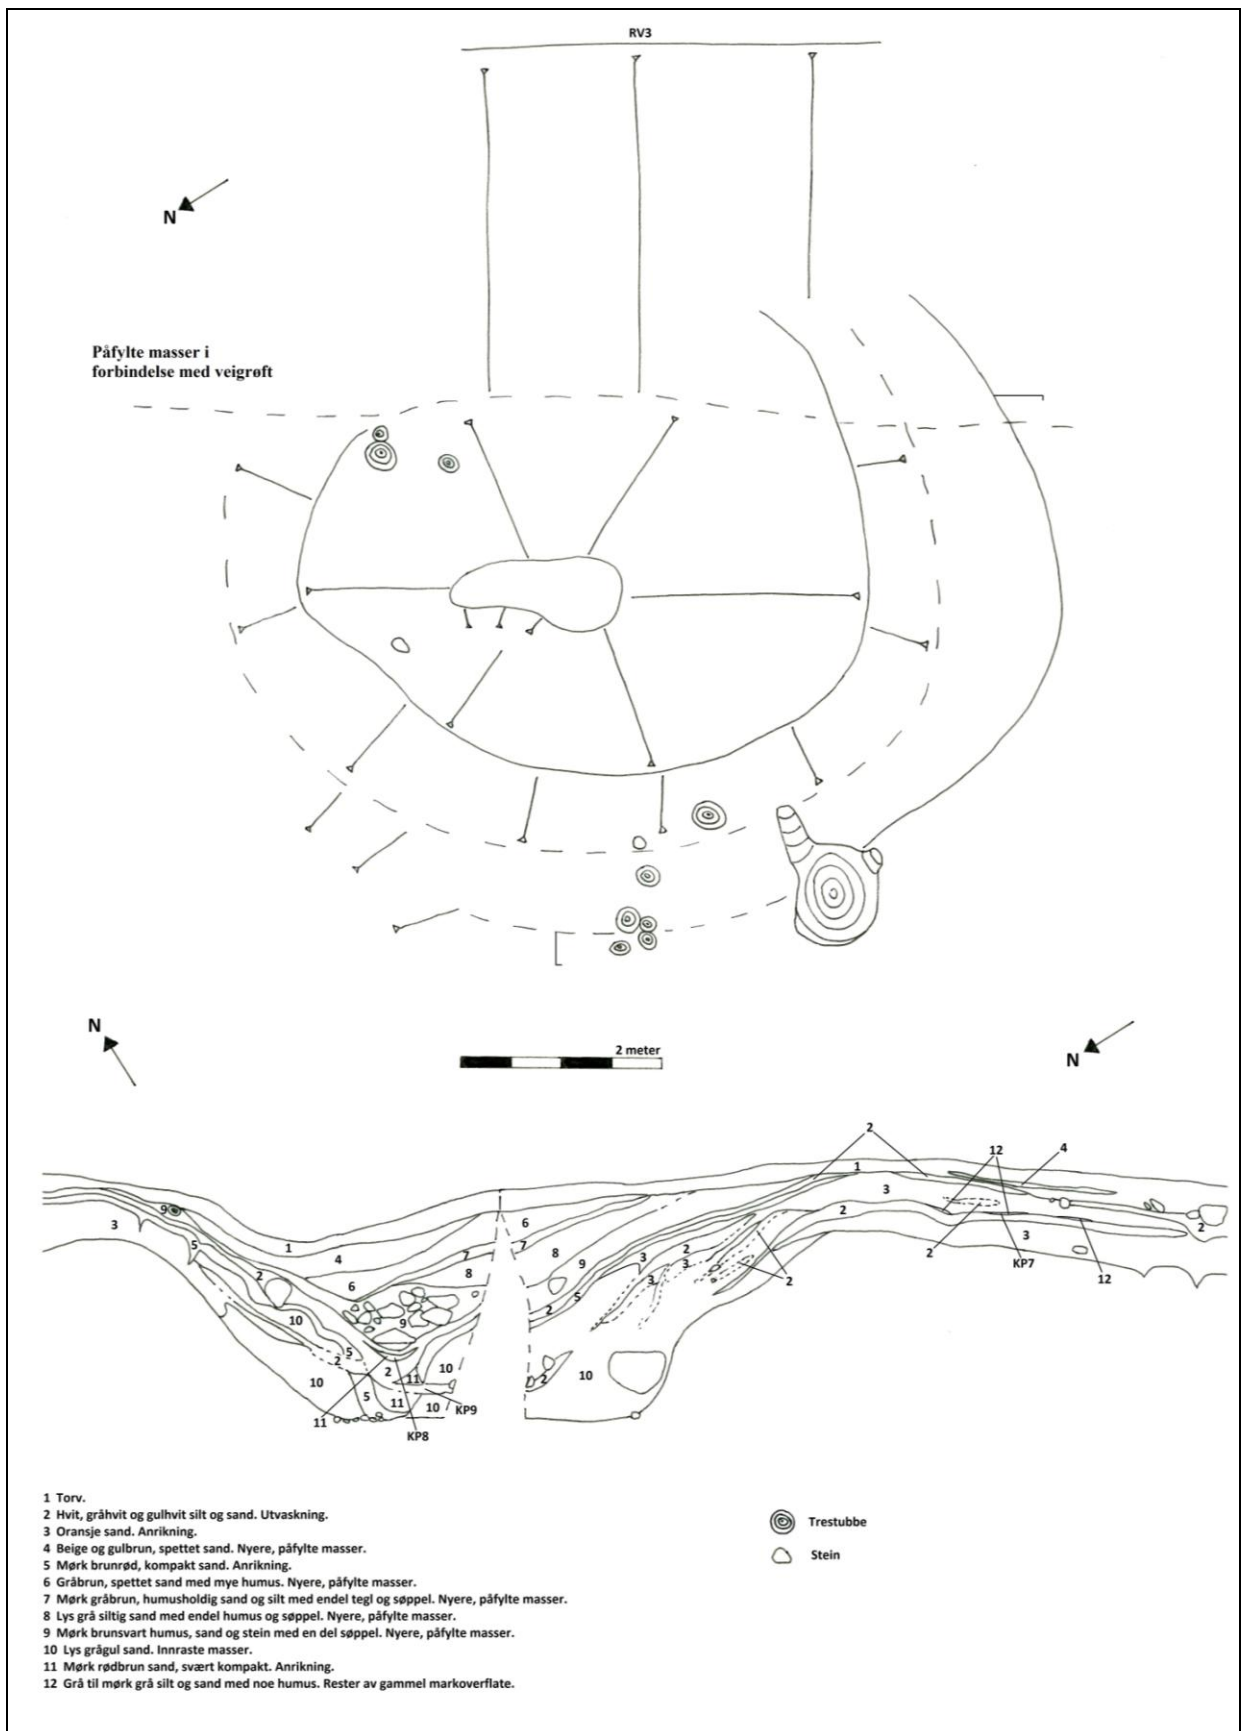 RV3
N
Påfylte masser i
forbindelse med veigrøft
N
2 meter
N
2
12
4
1
9
3
3
6
2
1
5
7
7
4
8
9
3
2
2
3
2
6
8
3
2
5
2
2
KP7
12
10
9
3
5
2
2
10
2
11
10
10
5
11
10
KP9
11
KP8
1 Torv.
2 Hvit, gråhvit og gulhvit silt og sand. Utvaskning.
3 Oransje sand. Anrikning.
4 Beige og gulbrun, spettet sand. Nyere, påfylte masser.
5 Mørk brunrød, kompakt sand. Anrikning.
6 Gråbrun, spettet sand med mye humus. Nyere, påfylte masser.
7 Mørk gråbrun, humusholdig sand og silt med endel tegl og søppel. Nyere, påfylte masser.
8 Lys grå siltig sand med endel humus og søppel. Nyere, påfylte masser.
9 Mørk brunsvart humus, sand og stein med en del søppel. Nyere, påfylte masser.
10 Lys grågul sand. Innraste masser.
11 Mørk rødbrun sand, svært kompakt. Anrikning.
12 Grå til mørk grå silt og sand med noe humus. Rester av gammel markoverflate.
Trestubbe
Stein